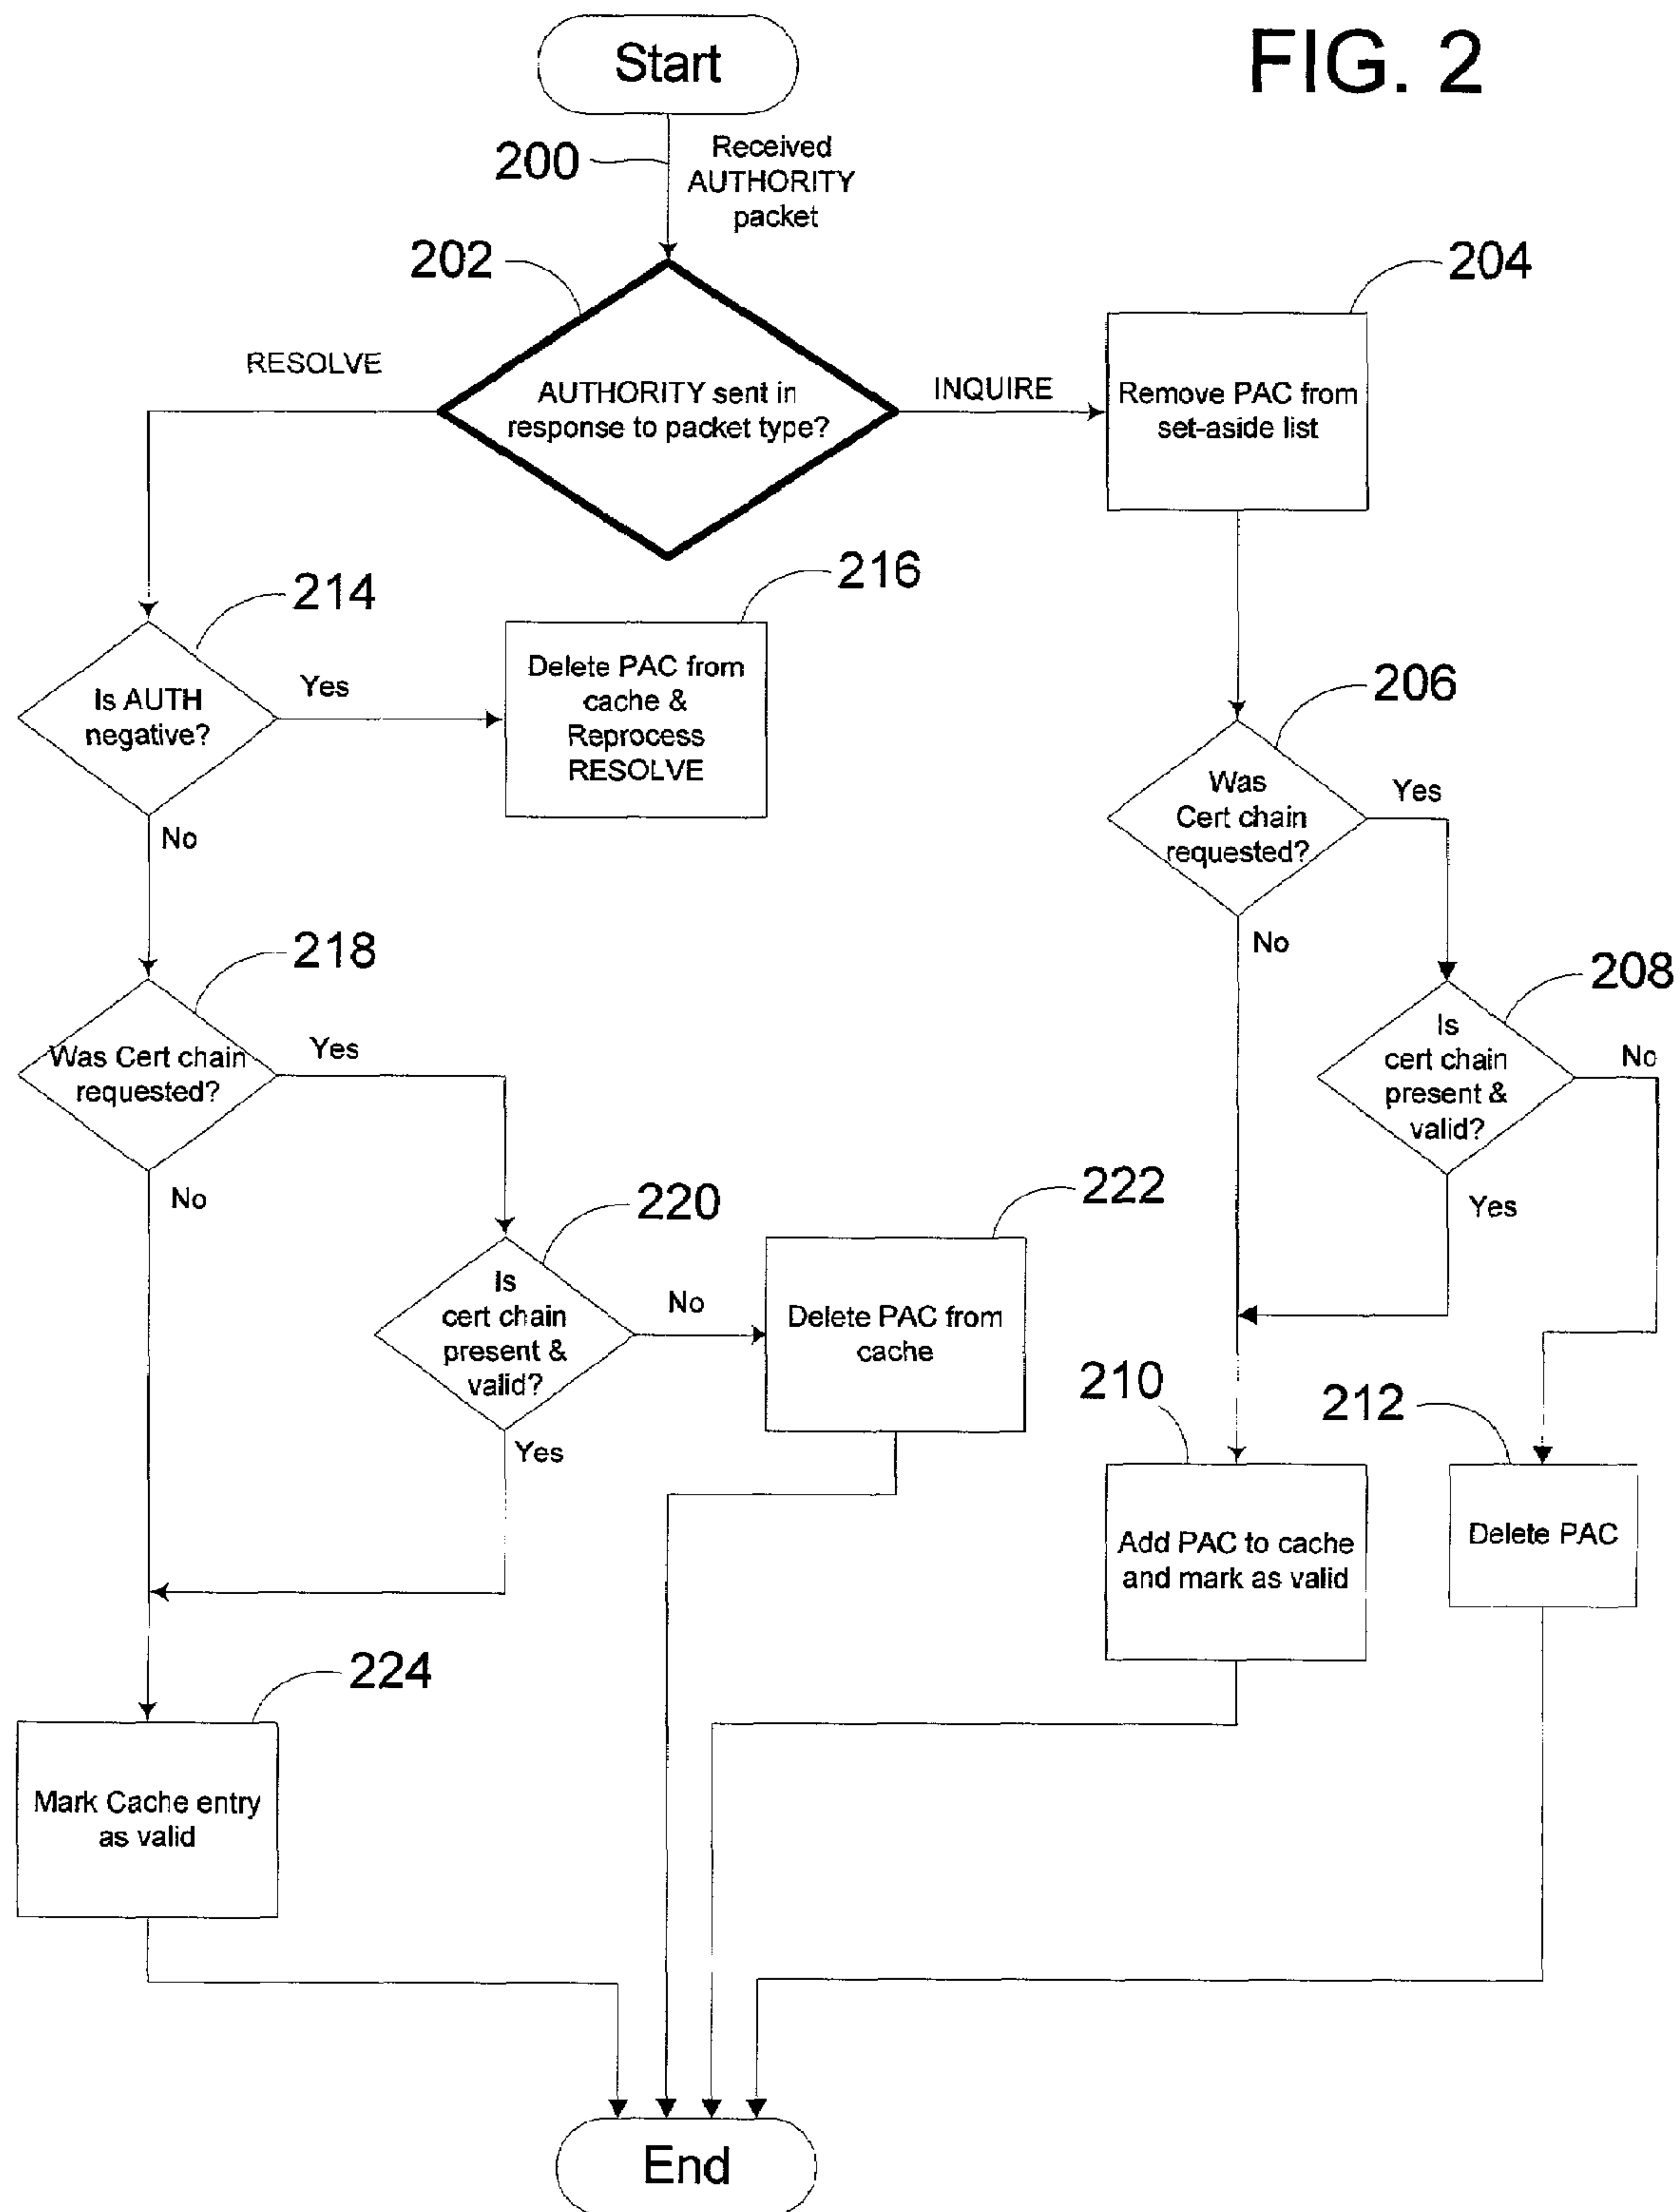 FIG. 2
Start
200
Received
AUTHORITY
packet
202
204
RESOLVE
AUTHORITY sent in
response to packet type?
INQUIRE
Remove PAC from
set-aside list
214
216
Is AUTH
negative?
Yes
Delete PAC from
cache &
Reprocess
RESOLVE
No
206
Was
Cert chain
requested?
Yes
No
218
Was Cert chain
requested?
Yes
No
208
Is
cert chain
present &
valid?
No
Yes
220
Is
cert chain
present &
valid?
No
Yes
222
Delete PAC from
cache
210
Add PAC to cache
and mark as valid
212
Delete PAC
224
Mark Cache entry
as valid
End